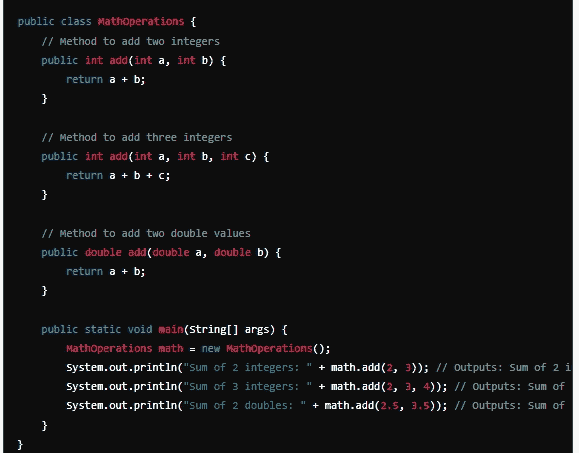 public class MathOperations {
// Method to add two integers
public int add(int a, int b) {
return a + b;
}
// Method to add three integers
public int add(int a, int b, int c) {
return a + b + c;
}
// Method to add two double values
public double add(double a, double b) {
return a + b;
}
public static void main(String[] args) {
MathOperations math = new MathOperations();
System.out.println("Sum of 2 integers: " + math.add(2, 3)); // Outputs: Sum of 2 i
System.out.println("Sum of 3 integers: " + math.add(2, 3, 4)); // Outputs: Sum of
System.out.println("Sum of 2 doubles: " + math.add(2.5, 3.5)); // Outputs: Sum of
}
}